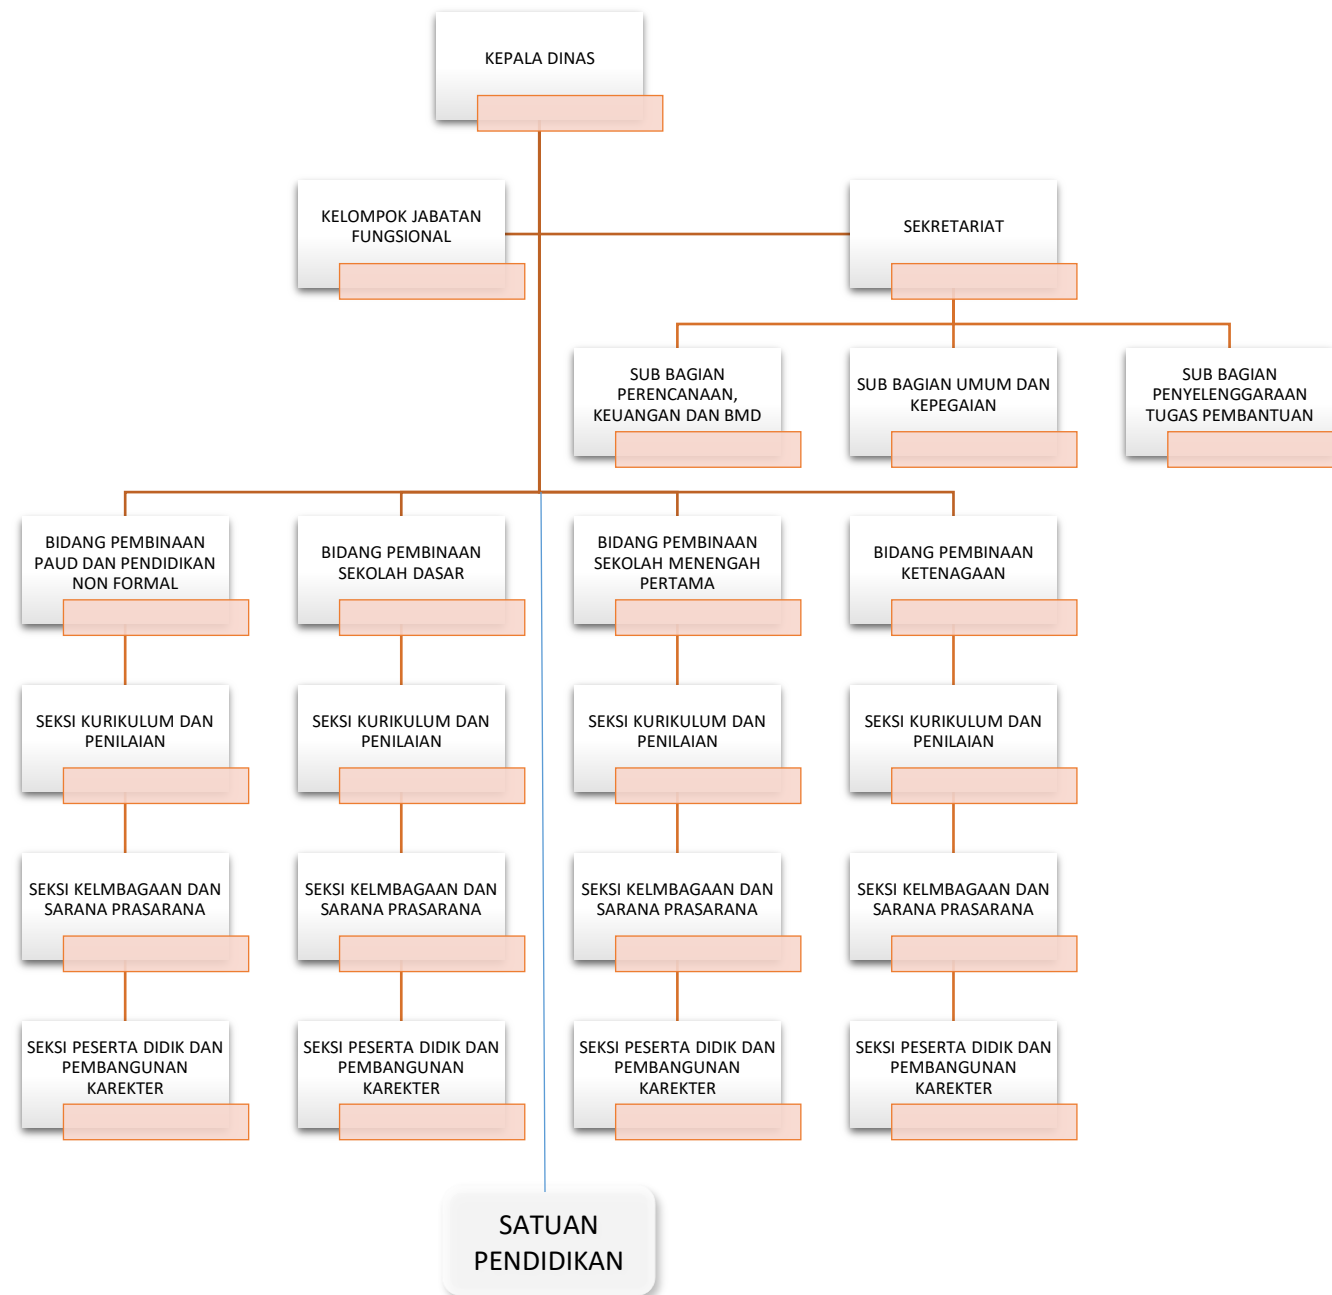 KEPALA DINAS
KELOMPOK JABATAN
FUNGSIONAL
SEKRETARIAT
SUB BAGIAN
PERENCANAAN,
KEUANGAN DAN BMD
SUB BAGIAN UMUM DAN
KEPEGAIAN
SUB BAGIAN
PENYELENGGARAAN
TUGAS PEMBANTUAN
BIDANG PEMBINAAN
PAUD DAN PENDIDIKAN
NON FORMAL
BIDANG PEMBINAAN
SEKOLAH DASAR
BIDANG PEMBINAAN
SEKOLAH MENENGAH
PERTAMA
BIDANG PEMBINAAN
KETENAGAAN
SEKSI KURIKULUM DAN
PENILAIAN
SEKSI KURIKULUM DAN
PENILAIAN
SEKSI KURIKULUM DAN
PENILAIAN
SEKSI KURIKULUM DAN
PENILAIAN
SEKSI KELMBAGAAN DAN
SARANA PRASARANA
SEKSI KELMBAGAAN DAN
SARANA PRASARANA
SEKSI KELMBAGAAN DAN
SARANA PRASARANA
SEKSI KELMBAGAAN DAN
SARANA PRASARANA
SEKSI PESERTA DIDIK DAN
PEMBANGUNAN
KAREKTER
SEKSI PESERTA DIDIK DAN
PEMBANGUNAN
KAREKTER
SEKSI PESERTA DIDIK DAN
PEMBANGUNAN
KAREKTER
SEKSI PESERTA DIDIK DAN
PEMBANGUNAN
KAREKTER
SATUAN
PENDIDIKAN